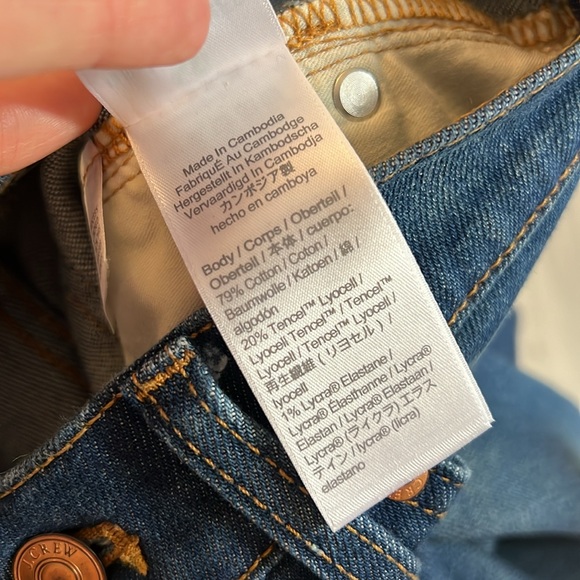 Made In Cambodia
FabriquÉ Au Cambodge
Hergestellt In Kambodscha
Vervaardigd In Cambodja
カンボジア製
hecho en camboya
Body / Corps / Oberteil /
Oberteil / 本体 / cuerpo:
79% Cotton / Coton /
Baumwolle / Katoen / 綿 /
algodón
20% Tencel™ Lyocell /
Lyocell Tencel™ / Tencel™
Lyocell / Tencel™ Lyocell /
再生繊維 (リヨセル) /
lyocell
1% Lycra® Elastane /
Lycra® Elasthanne / Lycra®
Elastan / Lycra® Elastaan /
Lycra® (ライクラ) エラス
テイン / lycra® (licra)
elastano
J.CREW